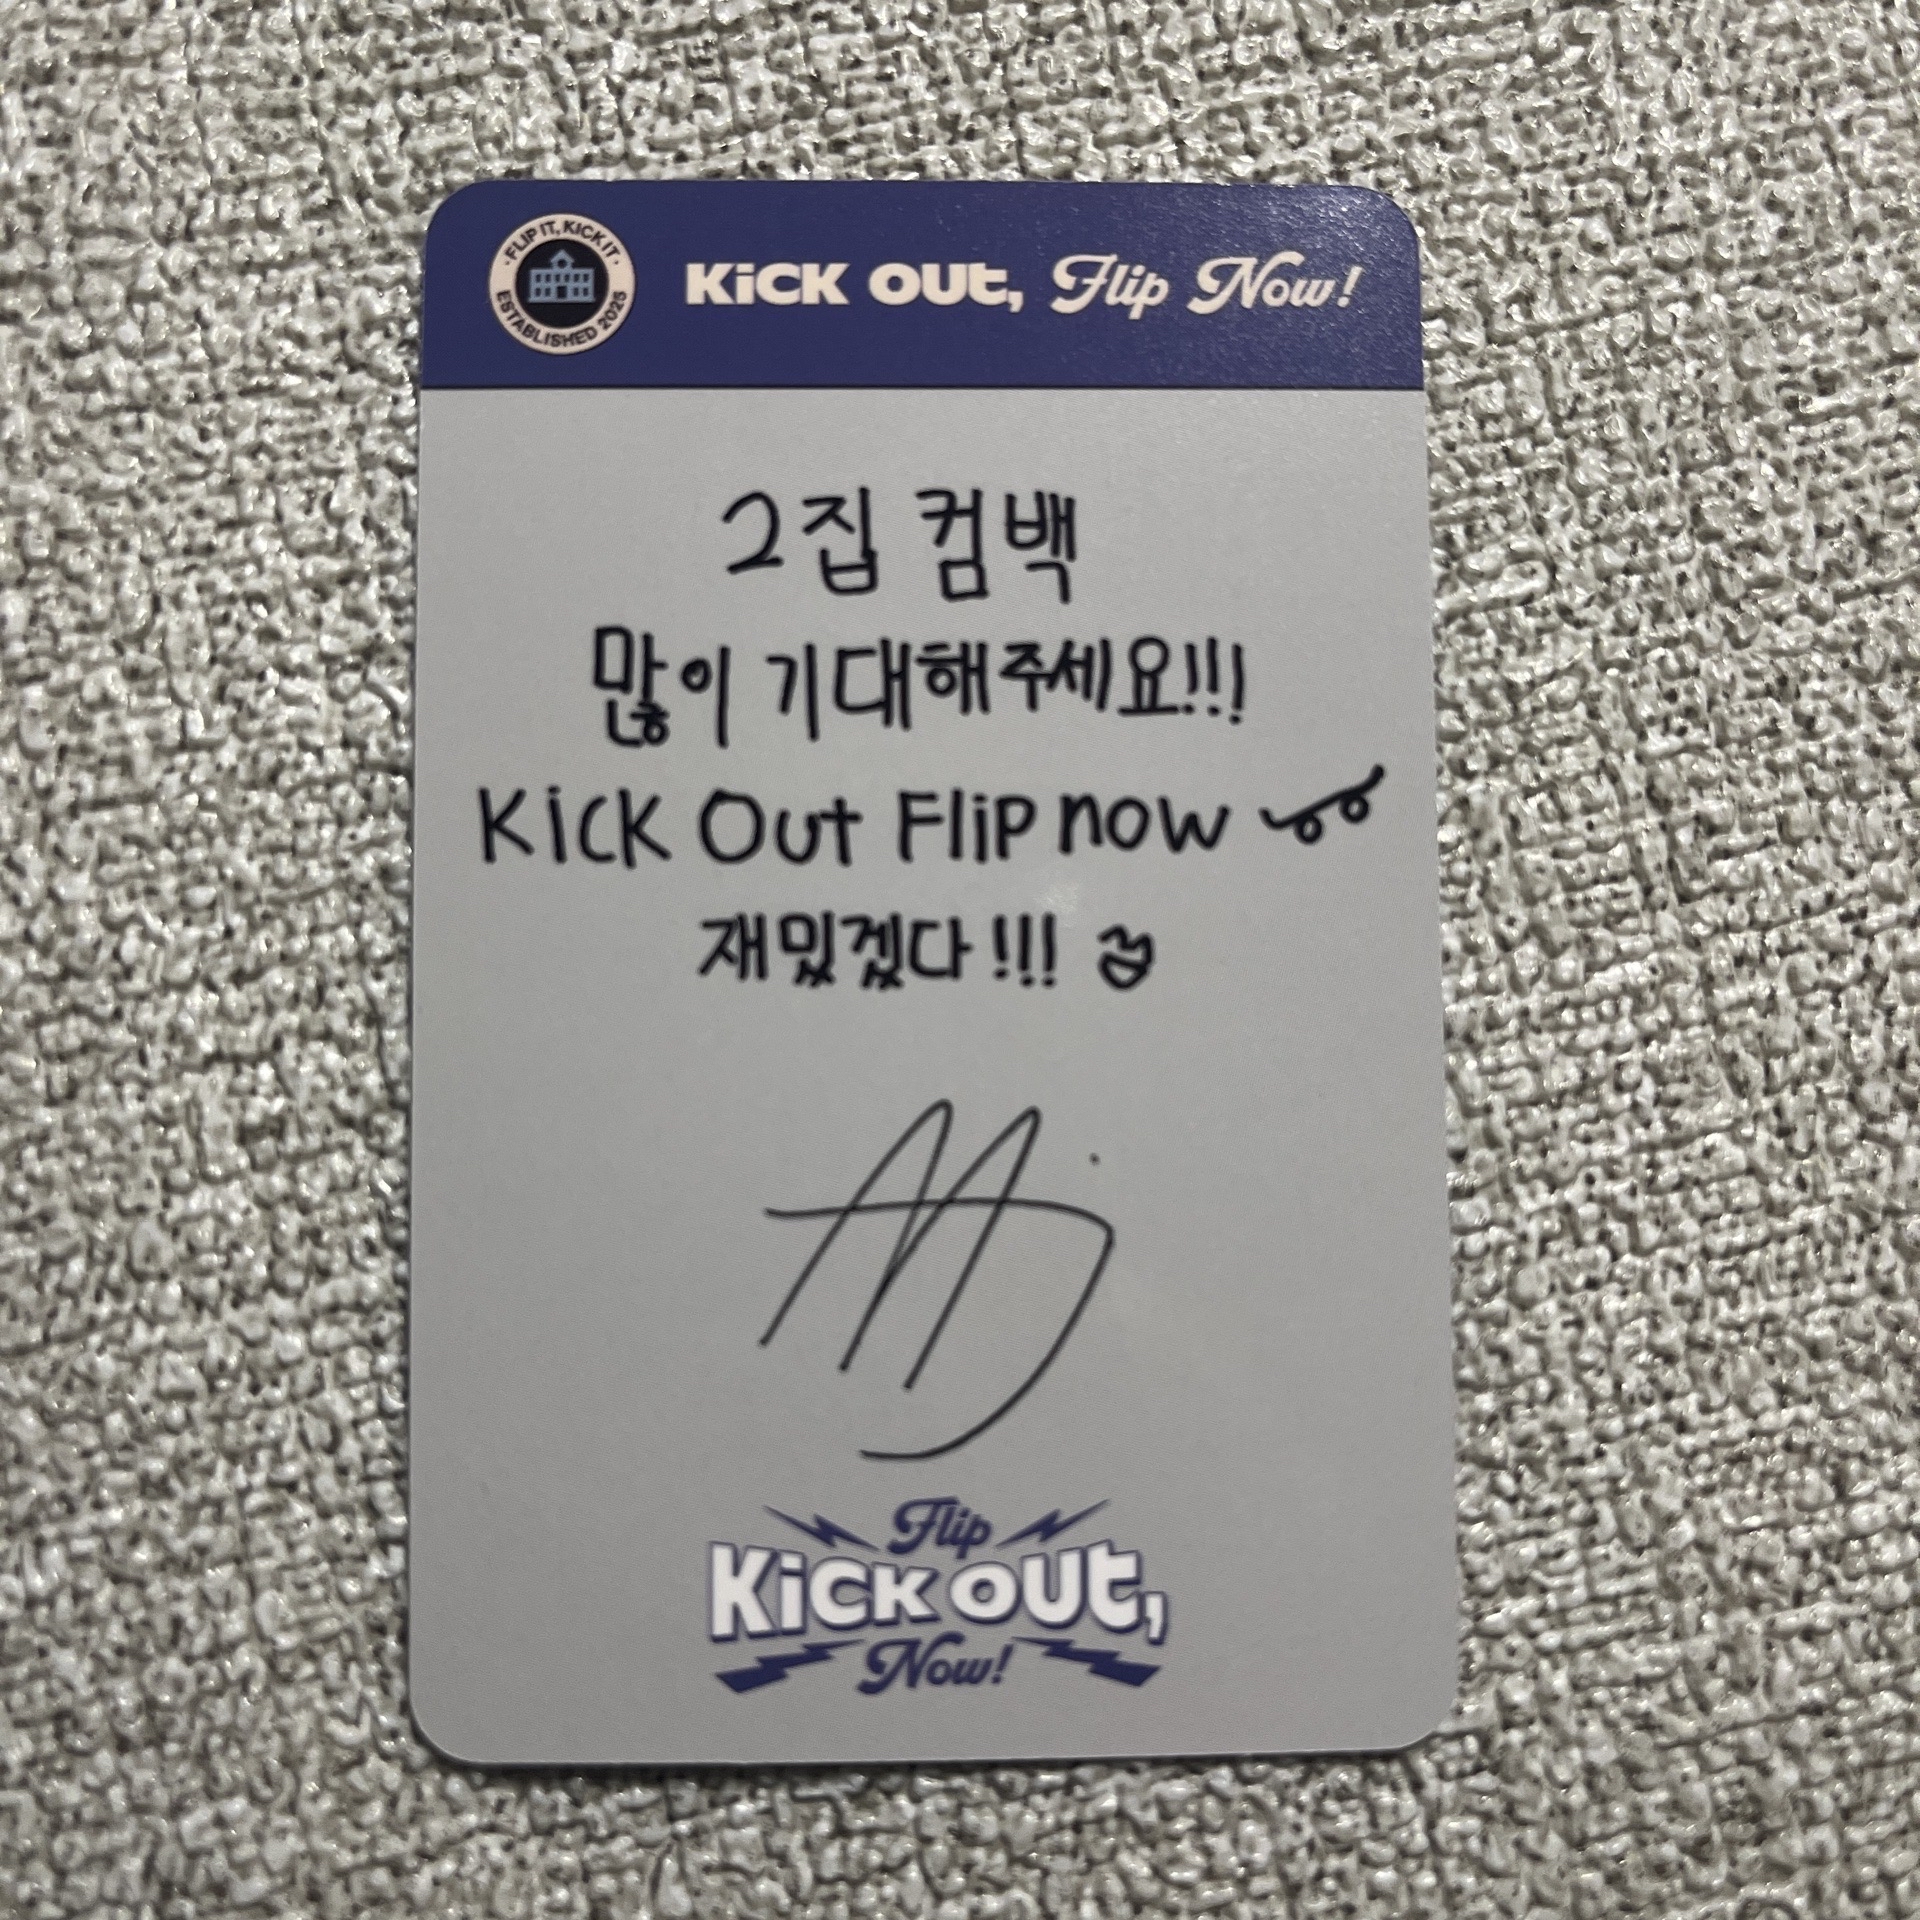 FLIP IT, KICK IT
ESTABLISHED 2025
KiCK OUt, Flip Now!
2집 컴백
많이 기대해주세요!!!
Kick Out Flip now
재밌겠다!!!
Flip
KiCK OUt,
Now!